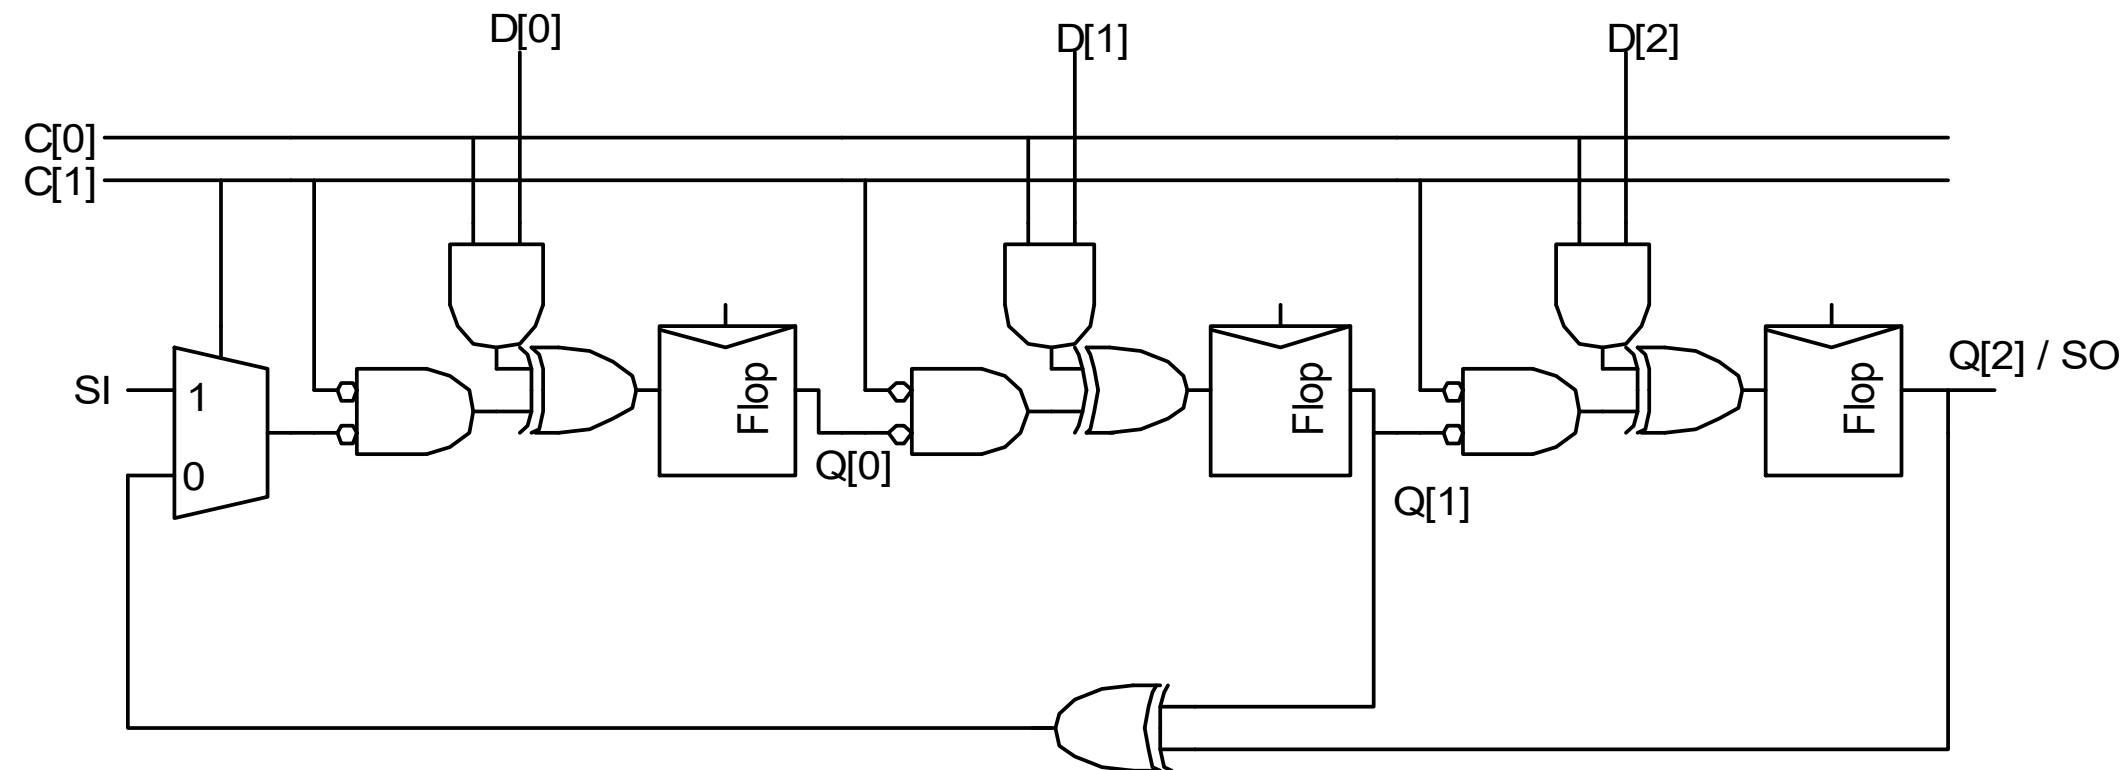 D[0]
D[1]
D[2]
C[0]
C[1]
SI
1
0
Flop
Q[0]
Flop
Q[1]
Flop
Q[2] / SO